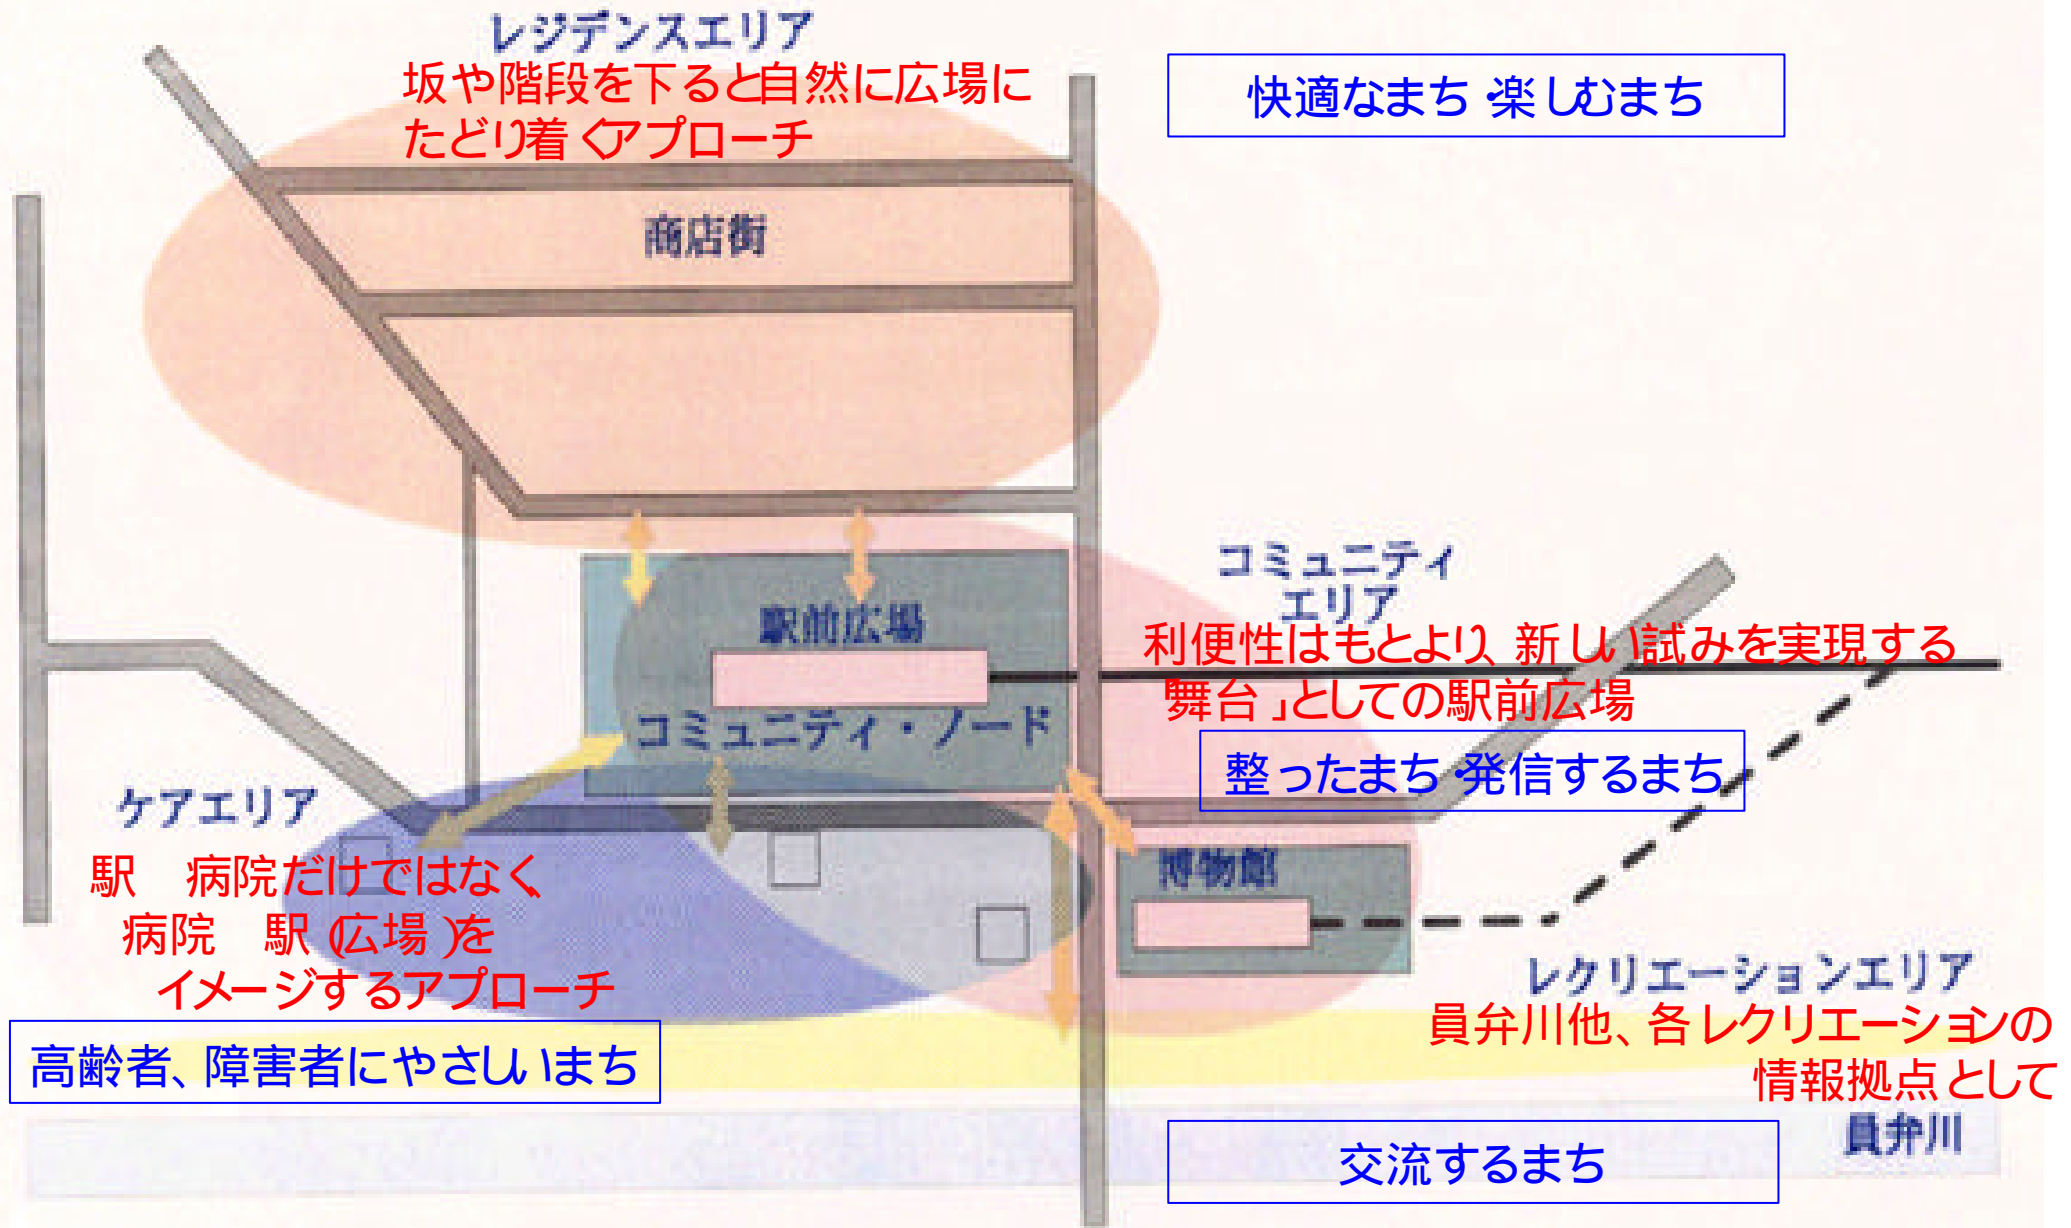 レジデンスエリア
坂や階段を下ると自然に広場に
たどり着くアプローチ
快適なまち・楽しむまち
商店街
コミュニティ
エリア
駅前広場
利便性はもとより、新しい試みを実現する
「舞台」としての駅前広場
コミュニティ・ノード
整ったまち・発信するまち
ケアエリア
駅　病院だけではなく、
病院　駅(広場)を
イメージするアプローチ
博物館
レクリエーションエリア
員弁川他、各レクリエーションの
情報拠点として
高齢者、障害者にやさしいまち
員弁川
交流するまち